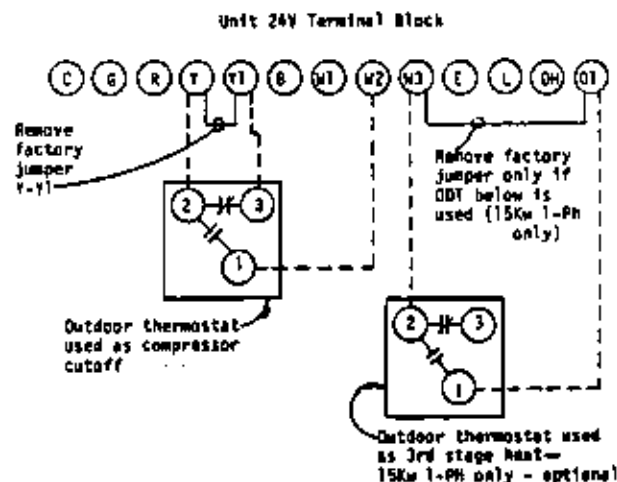 Unit 24V Terminal Block
C G R Y Y1 B W1 W2 W3 E L OH O1
Remove
factory
jumper
Y-Y1
Remove factory
jumper only if
ODT below is
used (15Kw 1-Ph
only)
2 3
1
Outdoor thermostat
used as compressor
cutoff
2 3
1
Outdoor thermostat used
as 3rd stage heat—
15Kw 1-PH only - optional